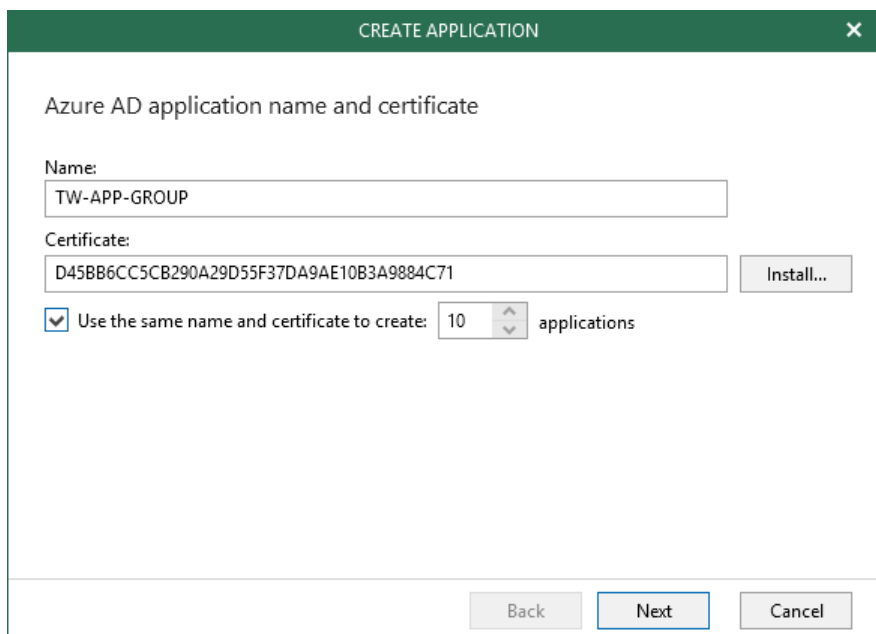 CREATE APPLICATION
Azure AD application name and certificate
Name:
TW-APP-GROUP
Certificate:
D45BB6CC5CB290A29D55F37DA9AE10B3A9884C71
Install...
Use the same name and certificate to create: 10 applications
Back Next Cancel